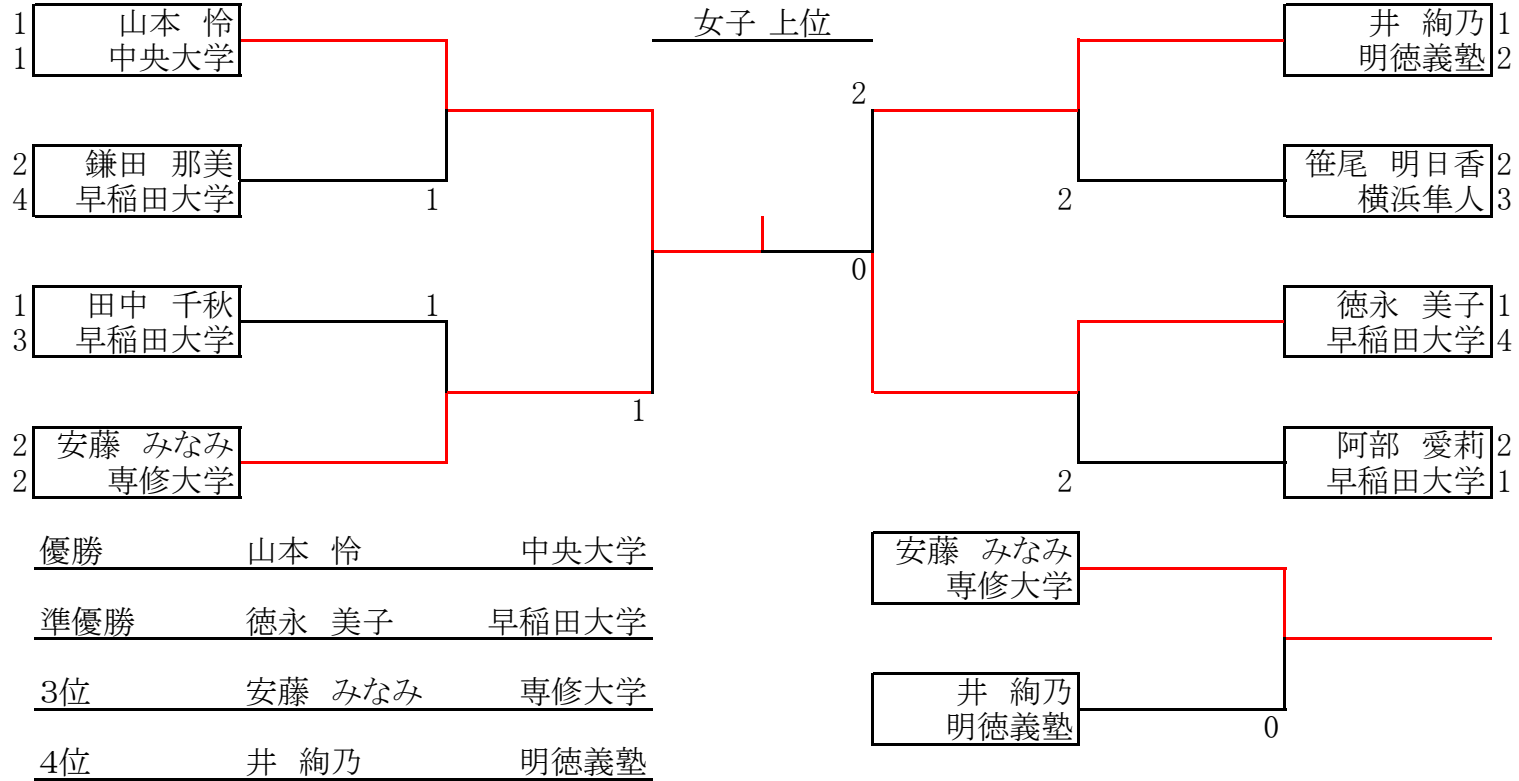 女子 上位
1 山本 怜
1 中央大学
2 鎌田 那美
4 早稲田大学
1
1 田中 千秋
3 早稲田大学
1
2 安藤 みなみ
2 専修大学
1
2
0
井 絢乃 1
明徳義塾 2
笹尾 明日香 2
横浜隼人 3
2
徳永 美子 1
早稲田大学 4
阿部 愛莉 2
早稲田大学 1
2
優勝 山本 怜 中央大学
準優勝 徳永 美子 早稲田大学
3位 安藤 みなみ 専修大学
4位 井 絢乃 明徳義塾
安藤 みなみ
専修大学
井 絢乃
明徳義塾
0